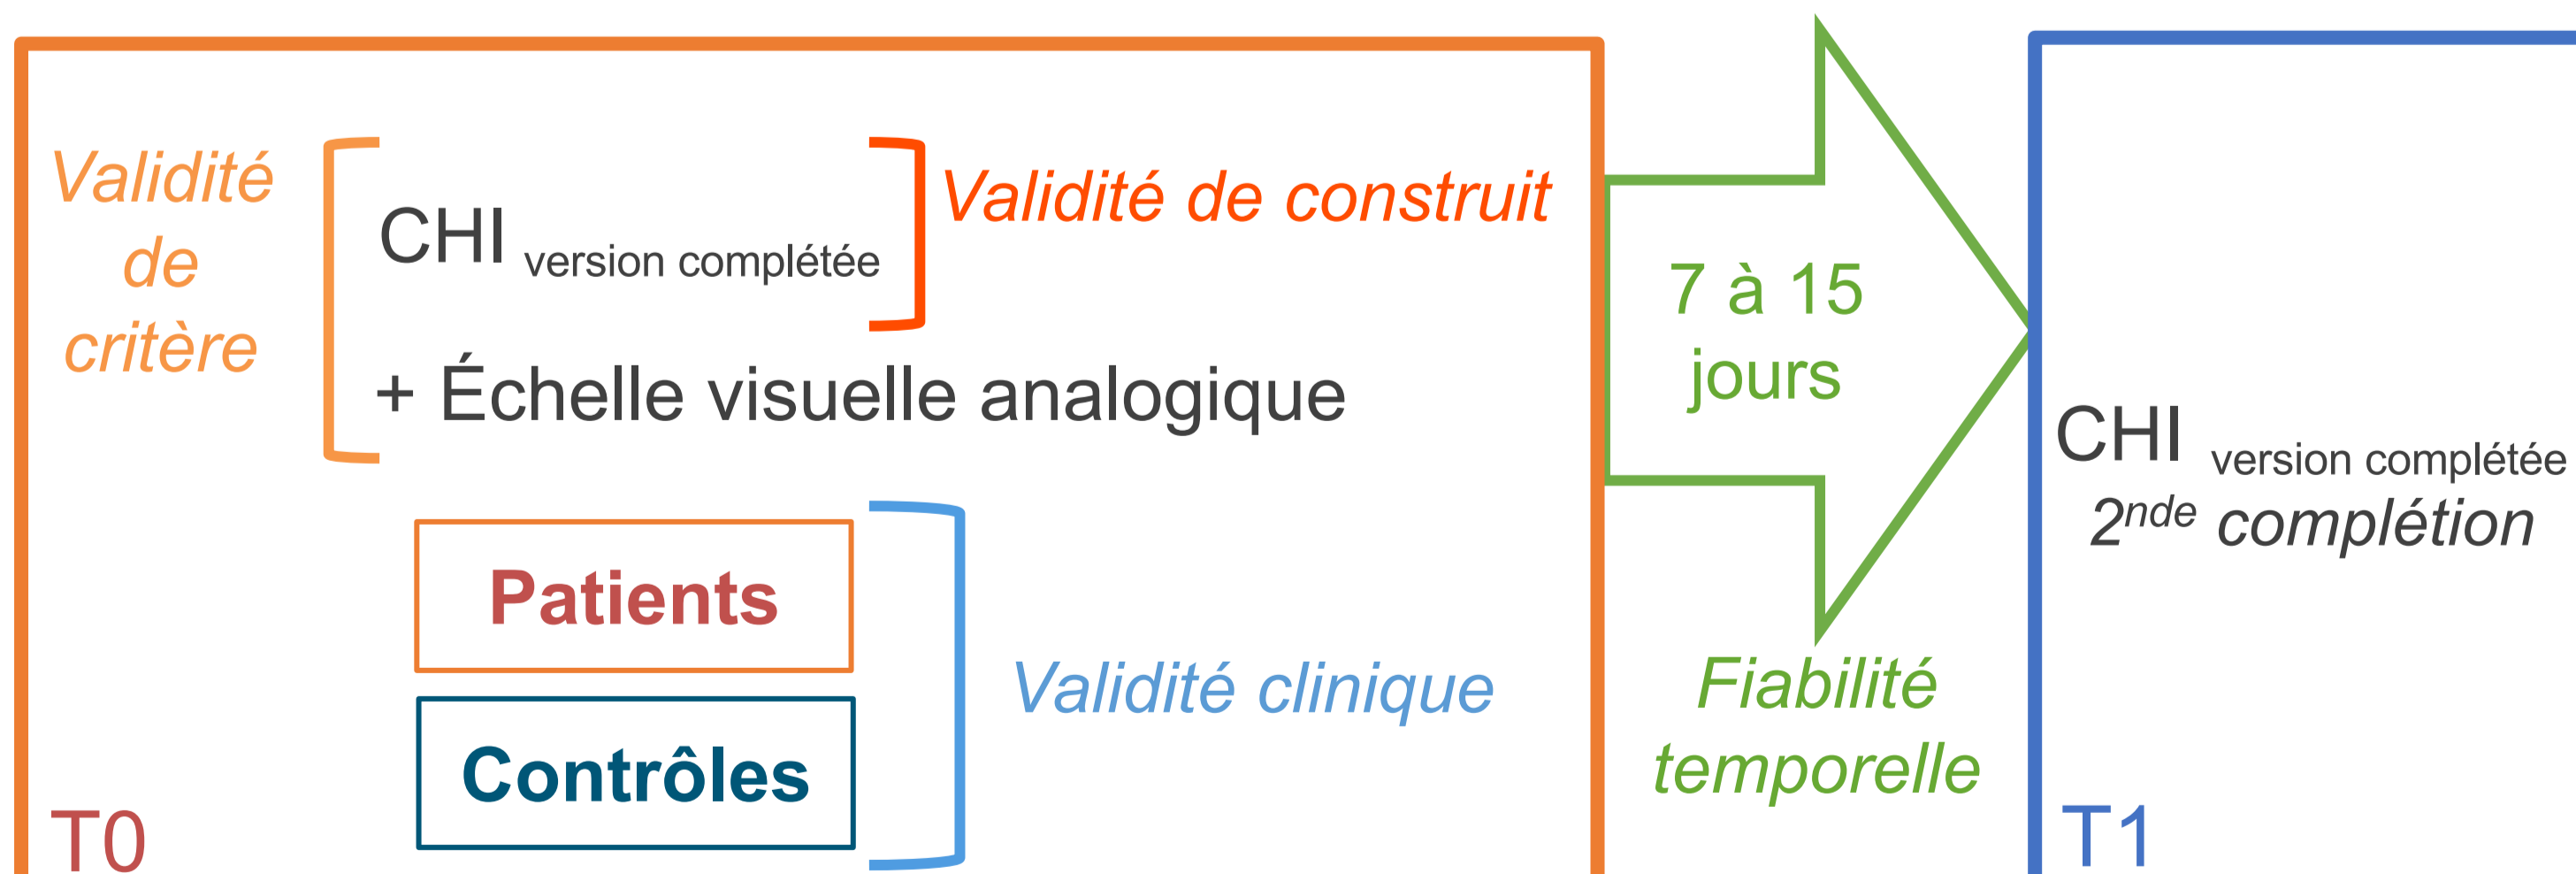 Validité
de
critère
CHI version complétée
Validité de construit
+ Échelle visuelle analogique
Patients
Contrôles
Validité clinique
T0
7 à 15
jours
Fiabilité
temporelle
CHI version complétée
2nde complétion
T1